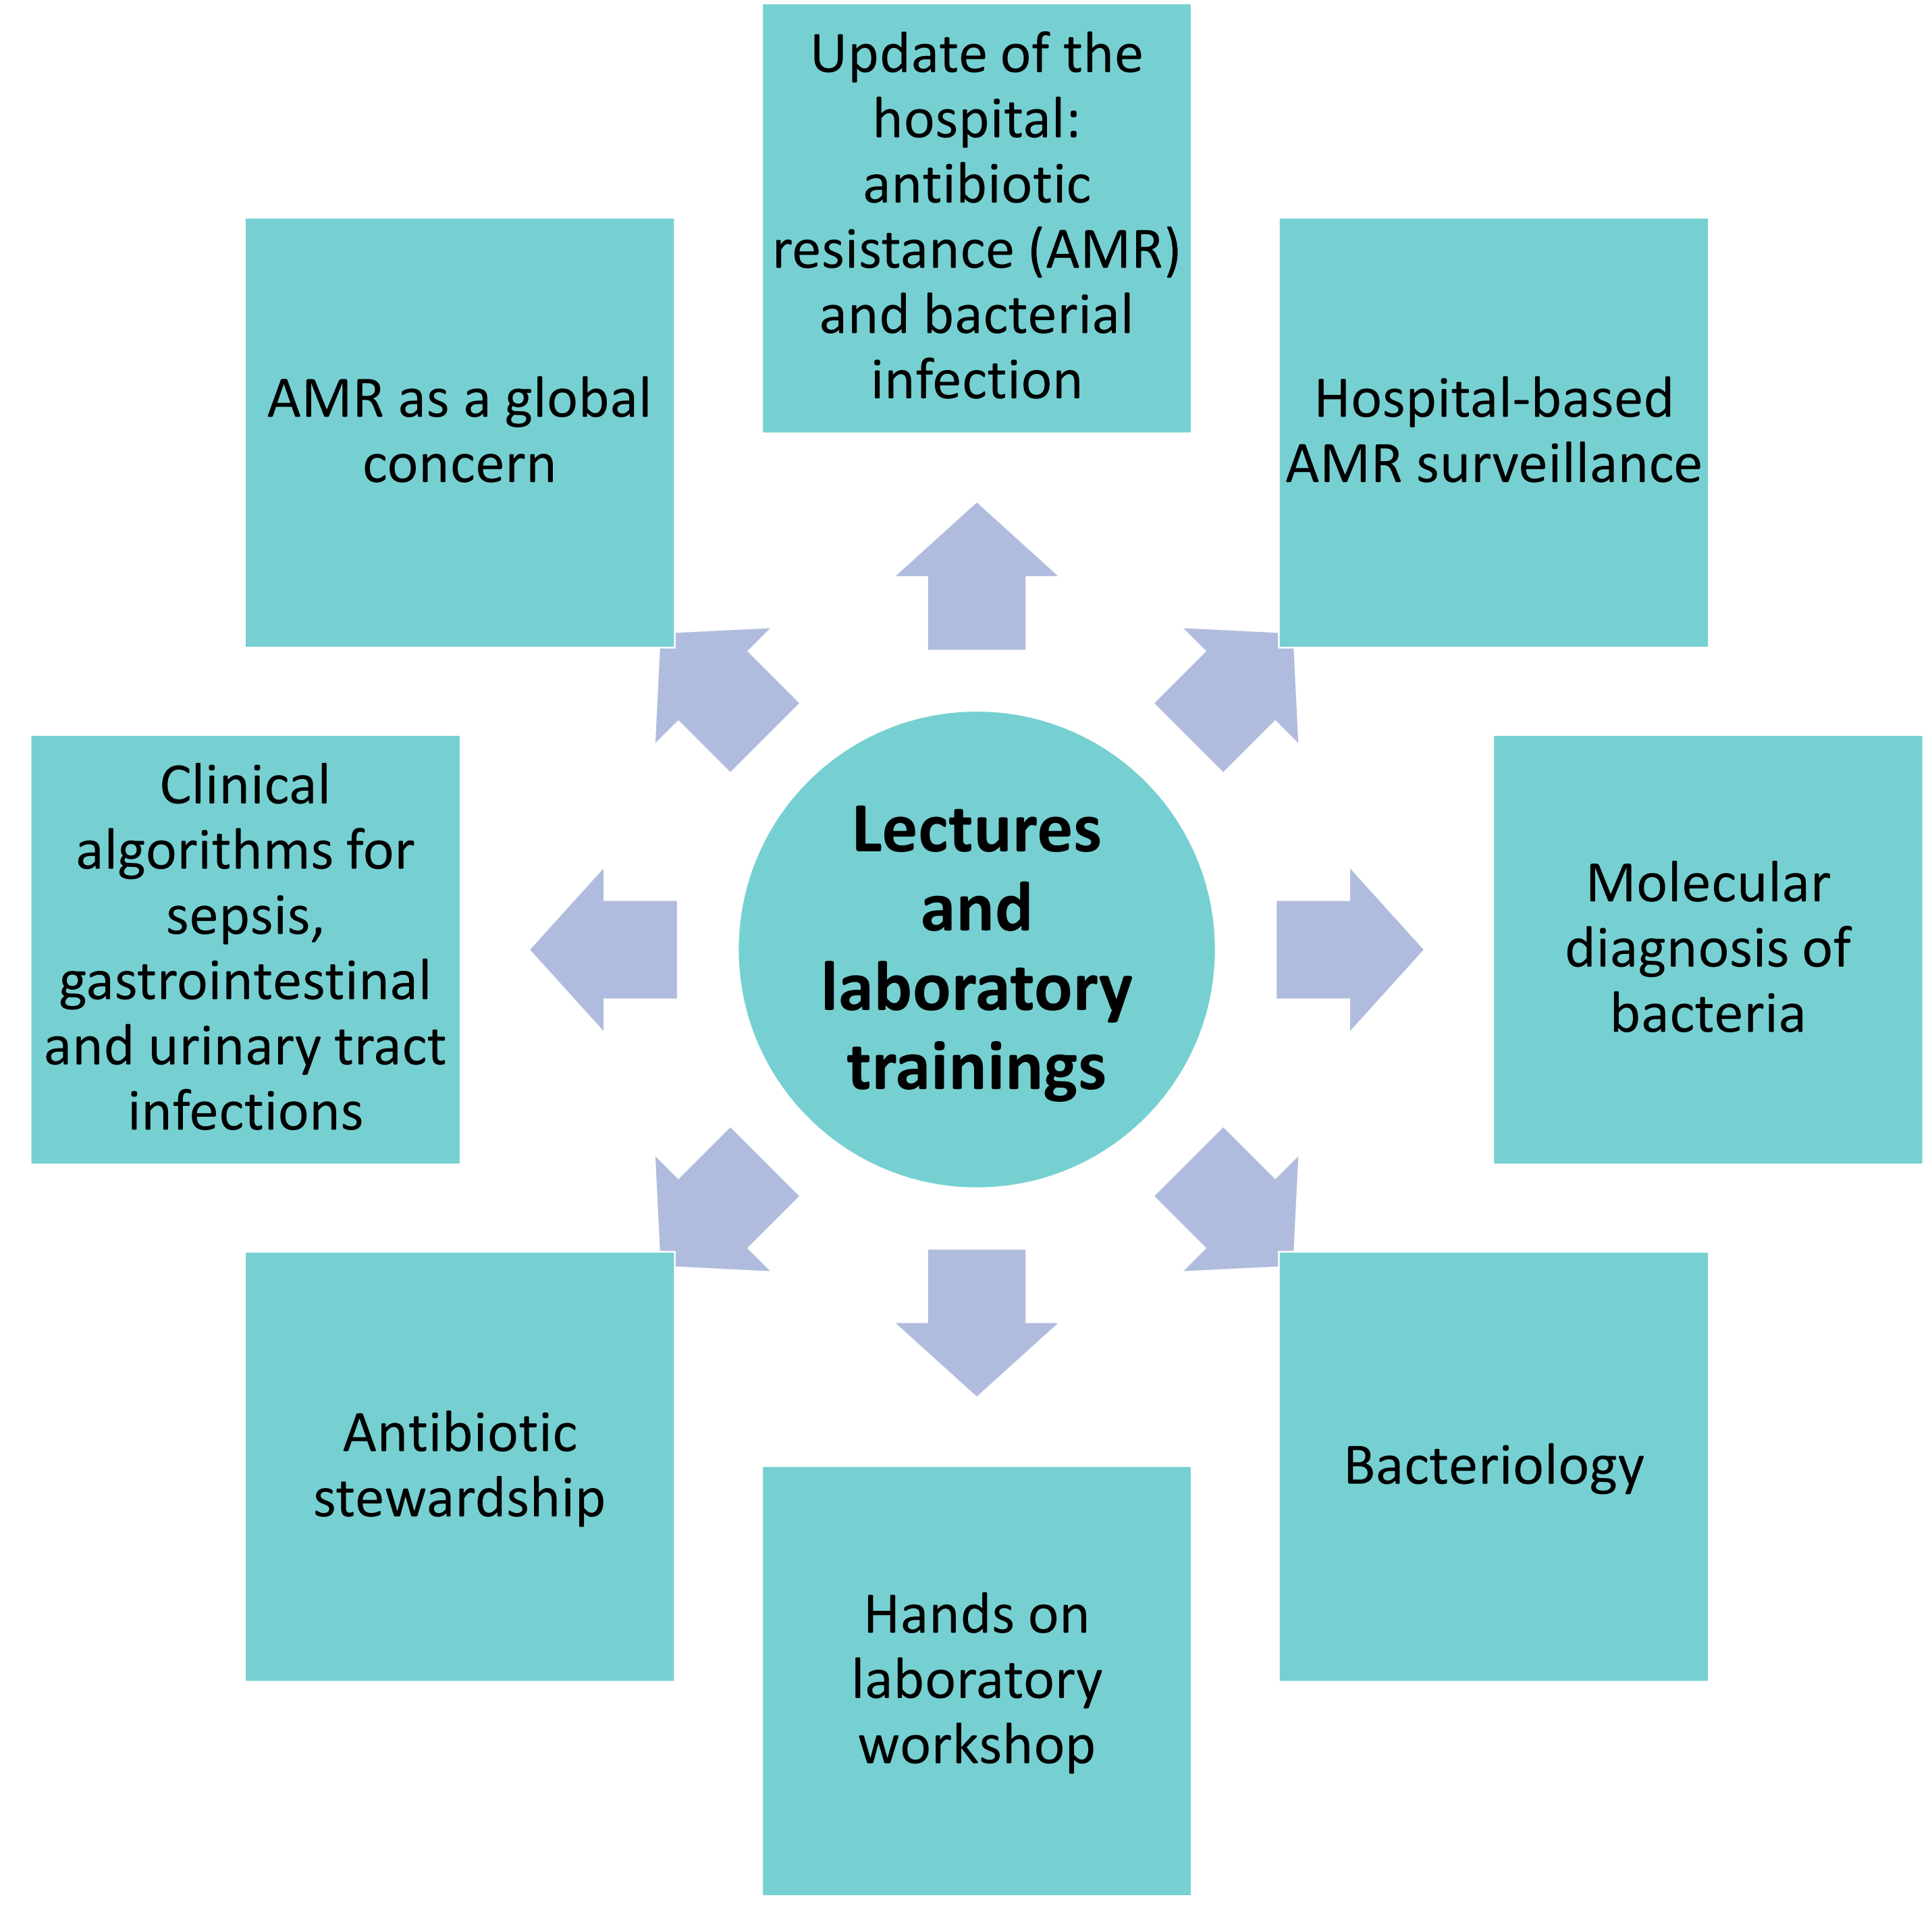 Update of the
hospital:
antibiotic
resistance (AMR)
and bacterial
infection
AMR as a global
concern
Hospital-based
AMR surveillance
Clinical
algorithms for
sepsis,
gastrointestinal
and urinary tract
infections
Lectures
and
laboratory
trainings
Molecular
diagnosis of
bacteria
Antibiotic
stewardship
Bacteriology
Hands on
laboratory
workshop